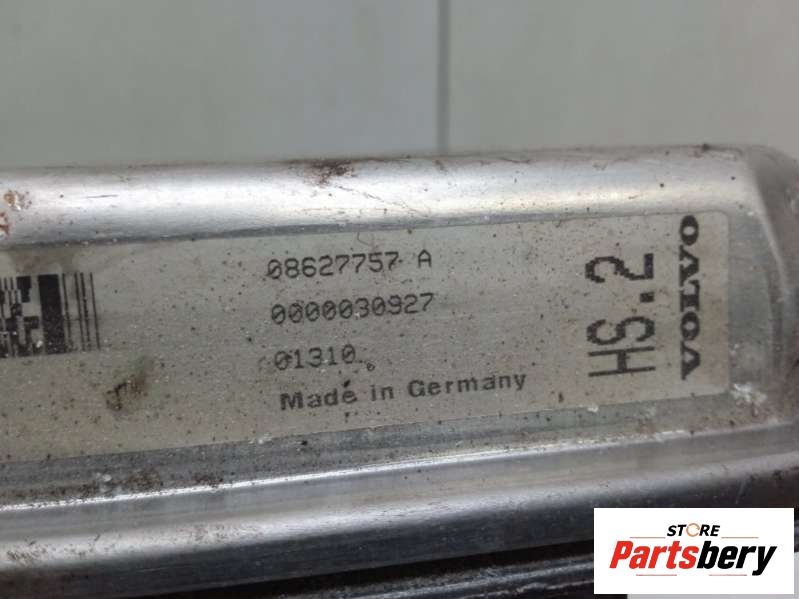 08627757 A
0000030927
01310
Made in Germany
HS.2
VOLVO
STORE
Partsbery